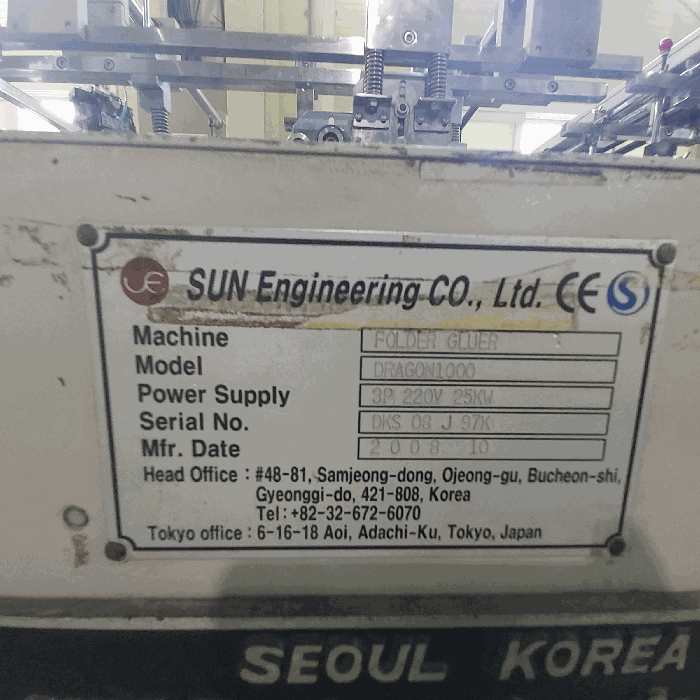 SUN Engineering CO., Ltd. CE
Machine FOLDER GLUER
Model DRAGON1000
Power Supply 3P 220V 25KW
Serial No. DKS 08 J 97K
Mfr. Date 2008 10
Head Office : #48-81, Samjeong-dong, Ojeong-gu, Bucheon-shi,
Gyeonggi-do, 421-808, Korea
Tel : +82-32-672-6070
Tokyo office : 6-16-18 Aoi, Adachi-Ku, Tokyo, Japan
SEOUL KOREA